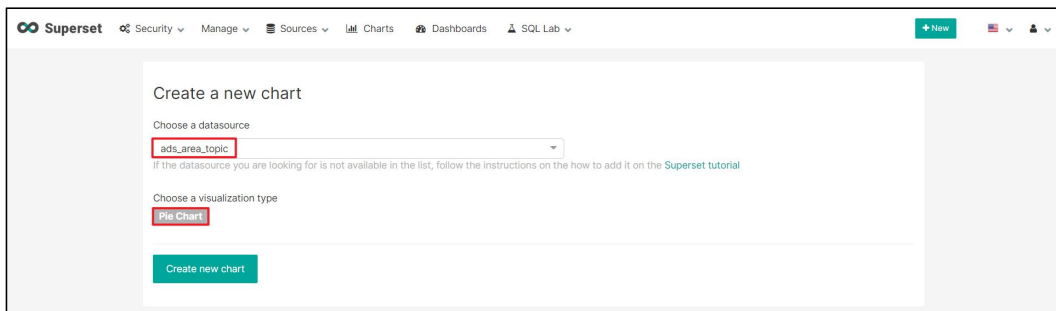 Superset Security Manage Sources Charts Dashboards SQL Lab + New
Create a new chart
Choose a datasource
ads_area_topic
If the datasource you are looking for is not available in the list, follow the instructions on the how to add it on the Superset tutorial
Choose a visualization type
Pie Chart
Create new chart